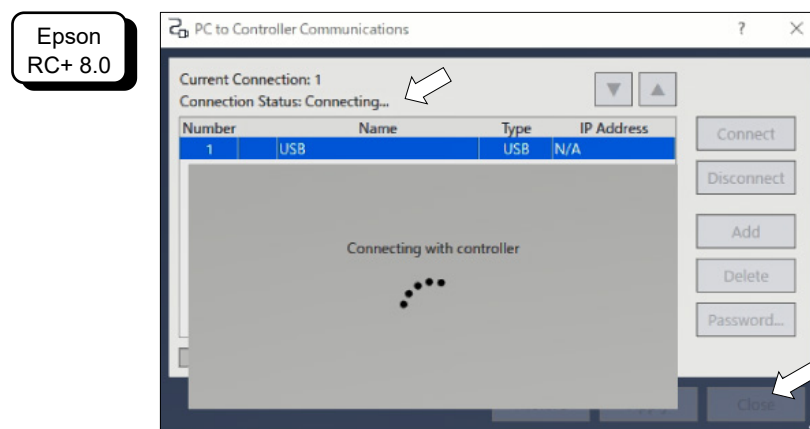 Epson
RC+ 8.0
PC to Controller Communications
?
Current Connection: 1
Connection Status: Connecting...
Number Name Type IP Address
1 USB USB N/A
Connect
Disconnect
Add
Delete
Password...
Connecting with controller
Close